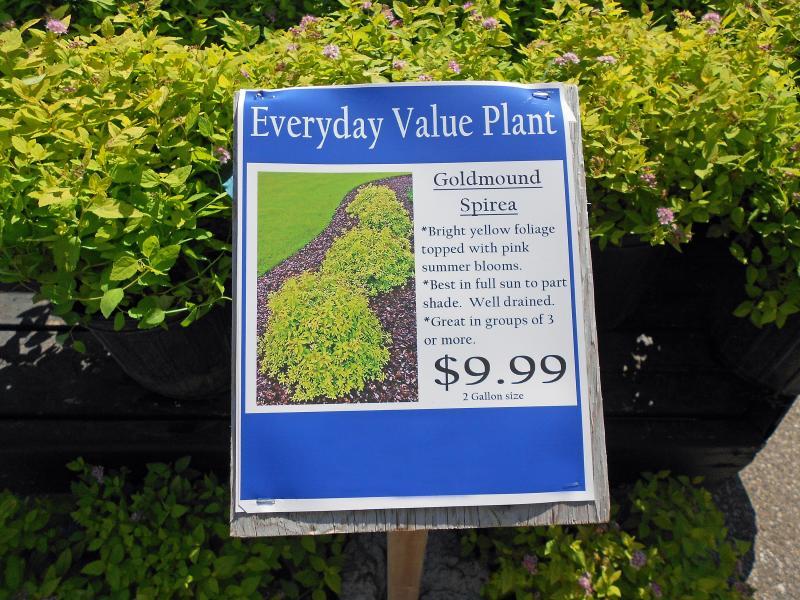 Everyday Value Plant
Goldmound
Spirea
*Bright yellow foliage
topped with pink
summer blooms.
*Best in full sun to part
shade. Well drained.
*Great in groups of 3
or more.
$9.99
2 Gallon size